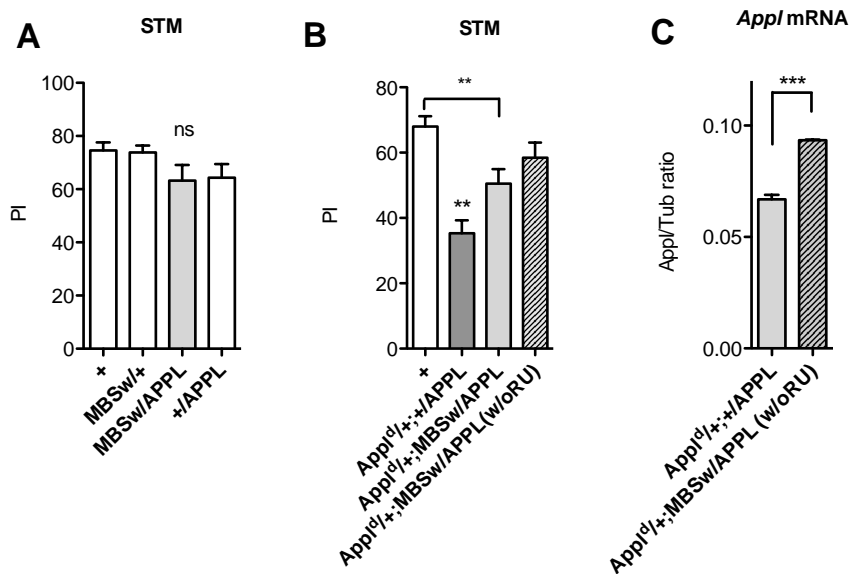 A
STM
PI
100
80
60
40
20
0
ns
+
MBSw/+
MBSw/APPL
+/APPL
B
STM
PI
80
60
40
20
0
**
**
+
Appl^d/+;+/APPL
Appl^d/+;MBSw/APPL
Appl^d/+;MBSw/APPL(w/oRU)
C
Appl mRNA
Appl/Tub ratio
0.10
0.05
0.00
***
Appl^d/+;+/APPL
Appl^d/+;MBSw/APPL (w/oRU)